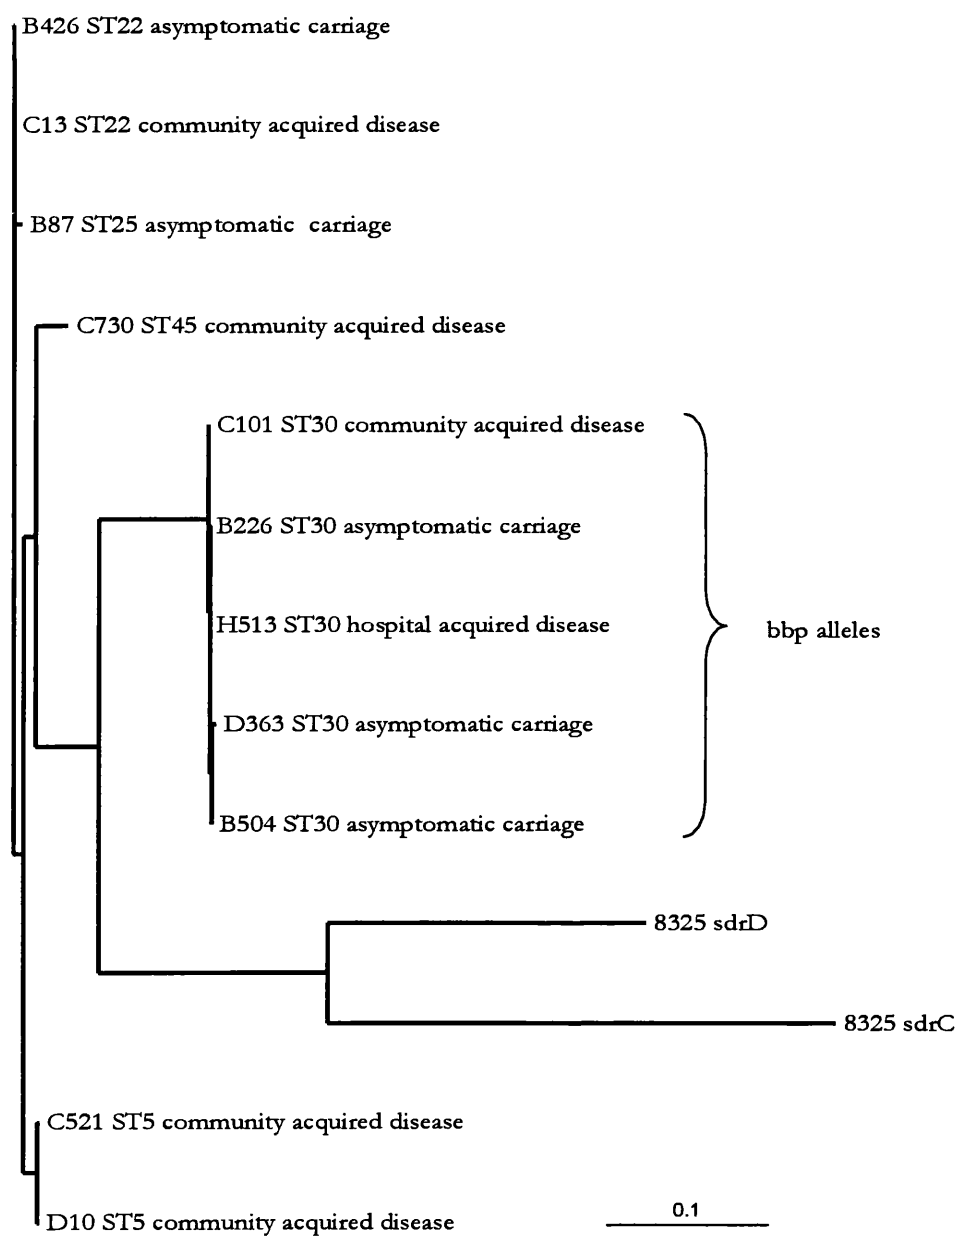 B426 ST22 asymptomatic carriage
C13 ST22 community acquired disease
B87 ST25 asymptomatic carriage
C730 ST45 community acquired disease
C101 ST30 community acquired disease
B226 ST30 asymptomatic carriage
H513 ST30 hospital acquired disease
bbp alleles
D363 ST30 asymptomatic carriage
B504 ST30 asymptomatic carriage
8325 sdrD
8325 sdrC
C521 ST5 community acquired disease
D10 ST5 community acquired disease
0.1